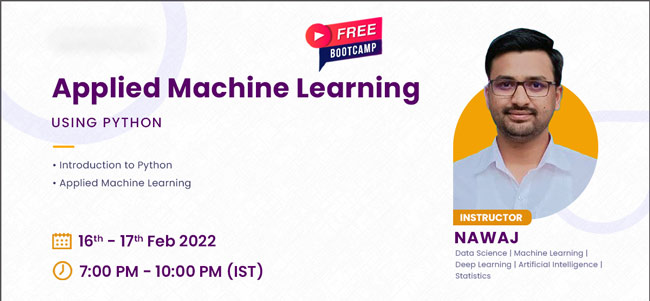 FREE
BOOTCAMP
Applied Machine Learning
USING PYTHON
• Introduction to Python
• Applied Machine Learning
16th - 17th Feb 2022
7:00 PM - 10:00 PM (IST)
INSTRUCTOR
NAWAJ
Data Science | Machine Learning |
Deep Learning | Artificial Intelligence |
Statistics